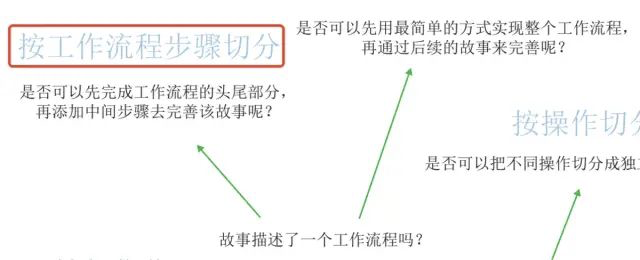 是否可以先用最简单的方式实现整个工作流程，
再通过后续的故事来完善呢？
按工作流程步骤切分
是否可以先完成工作流程的头尾部分，
再添加中间步骤去完善该故事呢？
按操作切分
是否可以把不同操作切分成独
故事描述了一个工作流程吗？